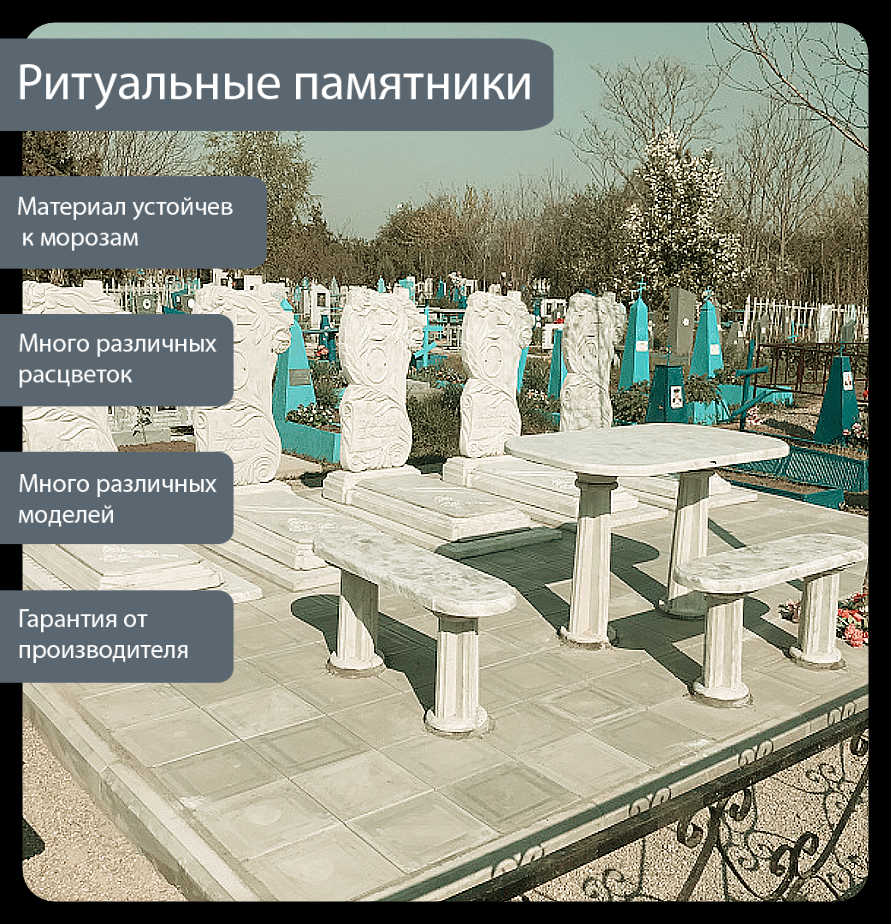 Ритуальные памятники
Материал устойчев
к морозам
Много различных
расцветок
Много различных
моделей
Гарантия от
производителя